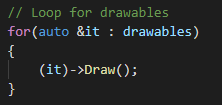 // Loop for drawables
for(auto &it : drawables)
{
    (it)->Draw();
}